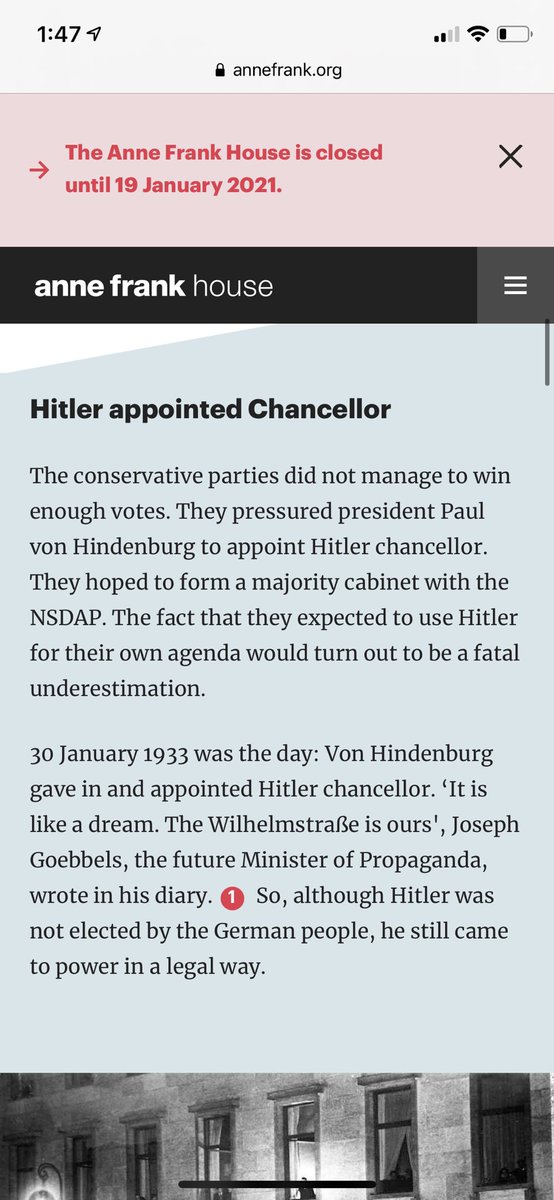 1:47
annefrank.org
The Anne Frank House is closed
until 19 January 2021.
anne frank house
Hitler appointed Chancellor
The conservative parties did not manage to win
enough votes. They pressured president Paul
von Hindenburg to appoint Hitler chancellor.
They hoped to form a majority cabinet with the
NSDAP. The fact that they expected to use Hitler
for their own agenda would turn out to be a fatal
underestimation.
30 January 1933 was the day: Von Hindenburg
gave in and appointed Hitler chancellor. ‘It is
like a dream. The Wilhelmstraße is ours', Joseph
Goebbels, the future Minister of Propaganda,
wrote in his diary. 1 So, although Hitler was
not elected by the German people, he still came
to power in a legal way.